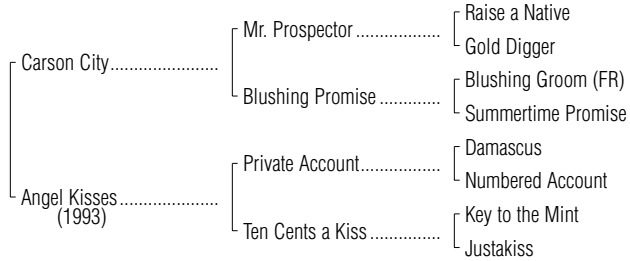 Raise a Native
Mr. Prospector ..................
Gold Digger
Carson City.......................
Blushing Groom (FR)
Blushing Promise .............
Summertime Promise
Damascus
Private Account.................
Numbered Account
Angel Kisses.....................
(1993)
Key to the Mint
Ten Cents a Kiss ...............
Justakiss